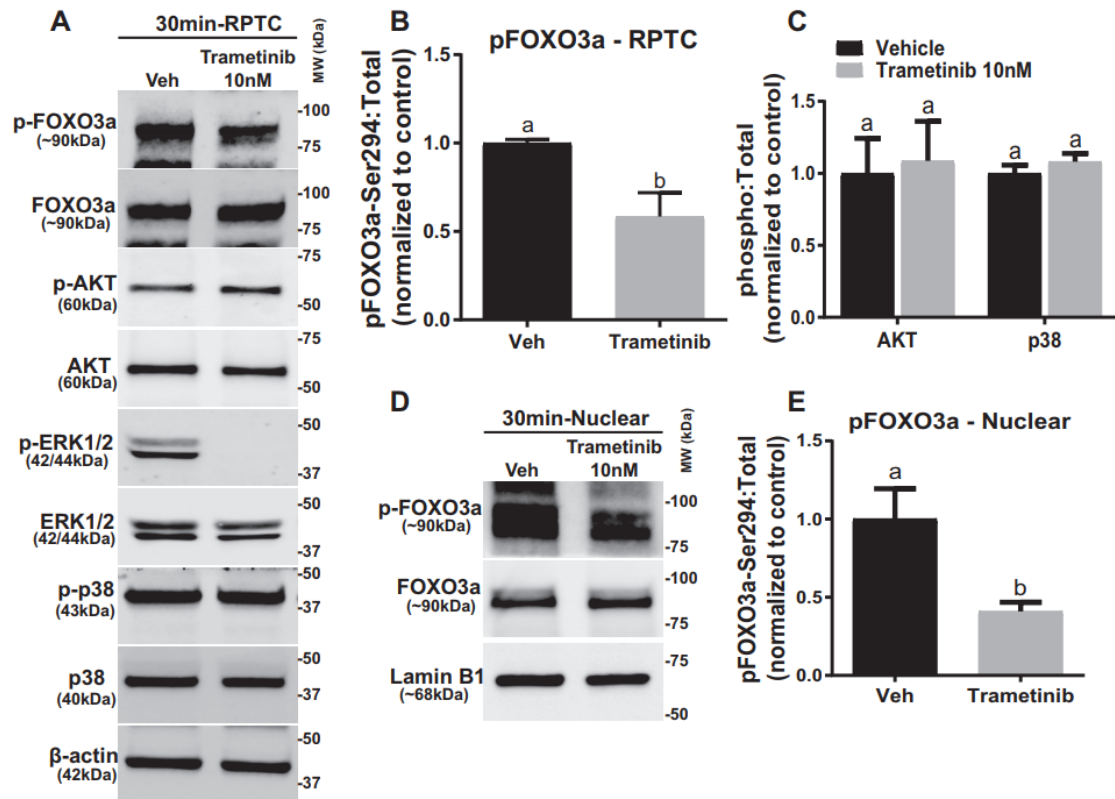 A
30min-RPTC
MW (kDa)
Veh
Trametinib
10nM
p-FOXO3a
(~90kDa)
-100
-75
FOXO3a
(~90kDa)
-100
-75
p-AKT
(60kDa)
-75
-50
AKT
(60kDa)
-75
-50
p-ERK1/2
(42/44kDa)
-50
-37
ERK1/2
(42/44kDa)
-50
-37
p-p38
(43kDa)
-50
-37
p38
(40kDa)
-50
-37
β-actin
(42kDa)
-50
-37
B
pFOXO3a - RPTC
pFOXO3a-Ser294:Total
(normalized to control)
1.5
1.0
0.5
0.0
a
b
Veh
Trametinib
C
Vehicle
Trametinib 10nM
phospho:Total
(normalized to control)
1.5
1.0
0.5
0.0
a
a
a
a
AKT
p38
D
30min-Nuclear
MW (kDa)
Veh
Trametinib
10nM
p-FOXO3a
(~90kDa)
-100
-75
FOXO3a
(~90kDa)
-100
-75
Lamin B1
(~68kDa)
-75
-50
E
pFOXO3a - Nuclear
pFOXO3a-Ser294:Total
(normalized to control)
1.5
1.0
0.5
0.0
a
b
Veh
Trametinib